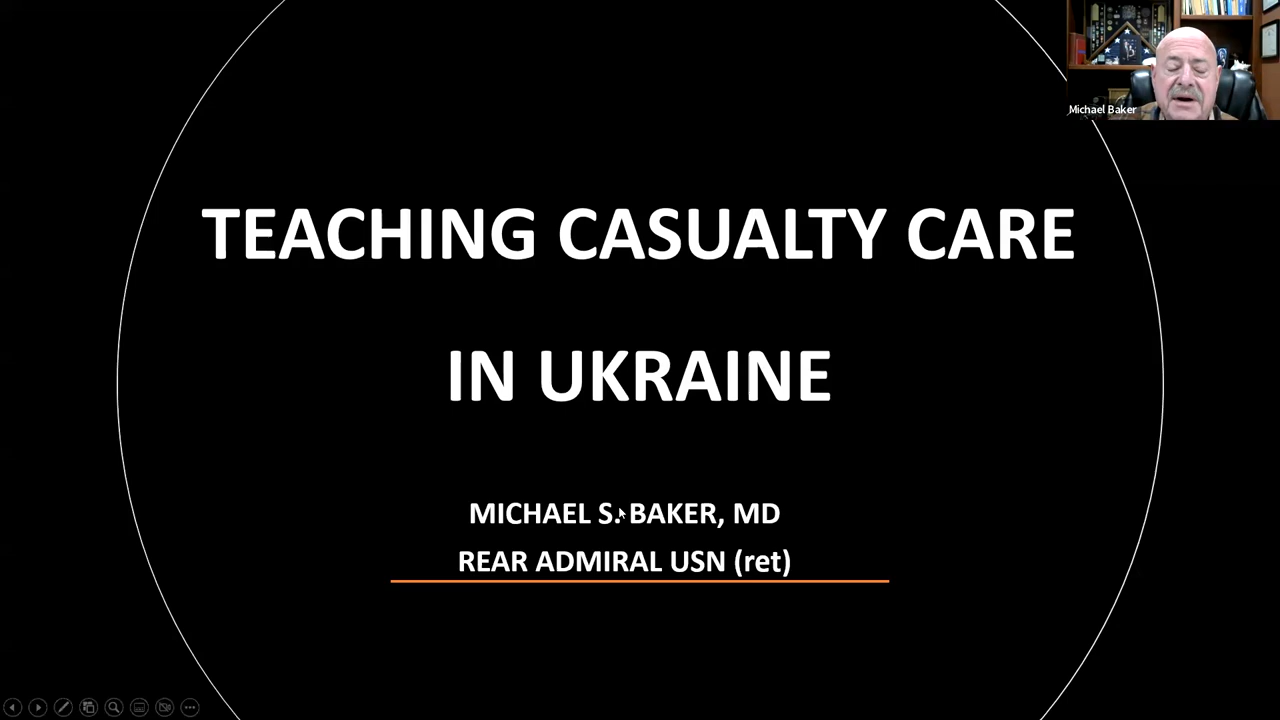 Michael Baker
TEACHING CASUALTY CARE
IN UKRAINE
MICHAEL S. BAKER, MD
REAR ADMIRAL USN (ret)